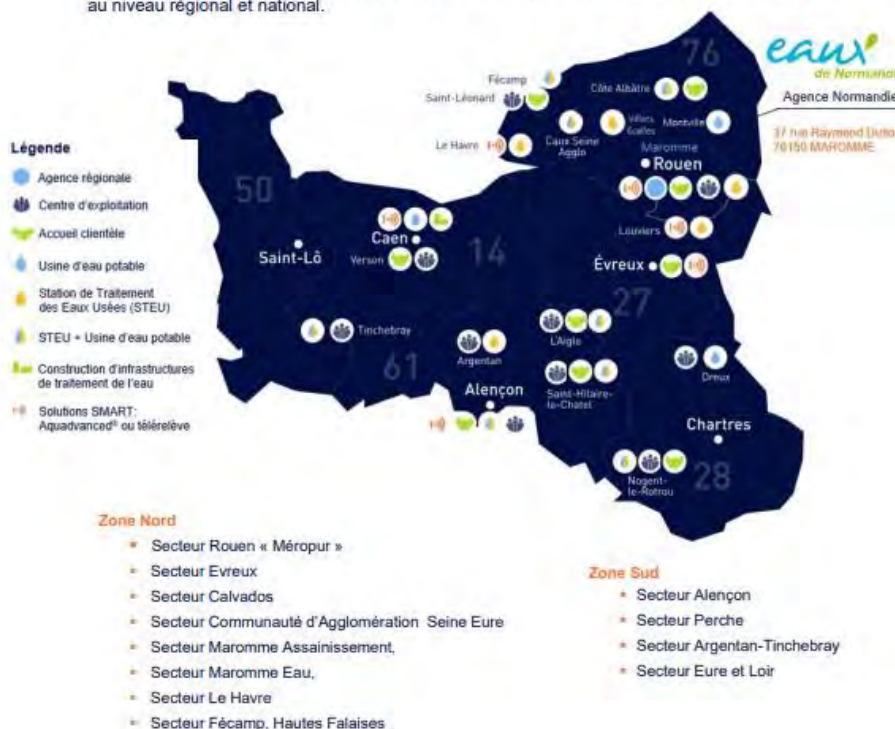 au niveau régional et national.
76
eaux
de Normandie
Agence Normandie
37 rue Raymond Duflo
76150 MAROMME
Fécamp
Saint-Léonard
Côte Albâtre
Le Havre
Caux Seine
Agglo
Villers
Ecalles
Montville
Maromme
Rouen
Louviers
Légende
Agence régionale
Centre d'exploitation
Accueil clientèle
Usine d'eau potable
Station de Traitement
des Eaux Usées (STEU)
STEU + Usine d'eau potable
Construction d'infrastructures
de traitement de l'eau
Solutions SMART:
Aquadvanced® ou télérelève
50
Saint-Lô
Caen
Verson
14
Évreux
27
Tinchebray
61
Argentan
L'Aigle
Alençon
Saint-Hilaire-
le-Chatel
Dreux
Chartres
Nogent-
le-Rotrou
28
Zone Nord
Secteur Rouen « Méropur »
Secteur Evreux
Secteur Calvados
Secteur Communauté d'Agglomération Seine Eure
Secteur Maromme Assainissement,
Secteur Maromme Eau,
Secteur Le Havre
Secteur Fécamp, Hautes Falaises
Zone Sud
Secteur Alençon
Secteur Perche
Secteur Argentan-Tinchebray
Secteur Eure et Loir